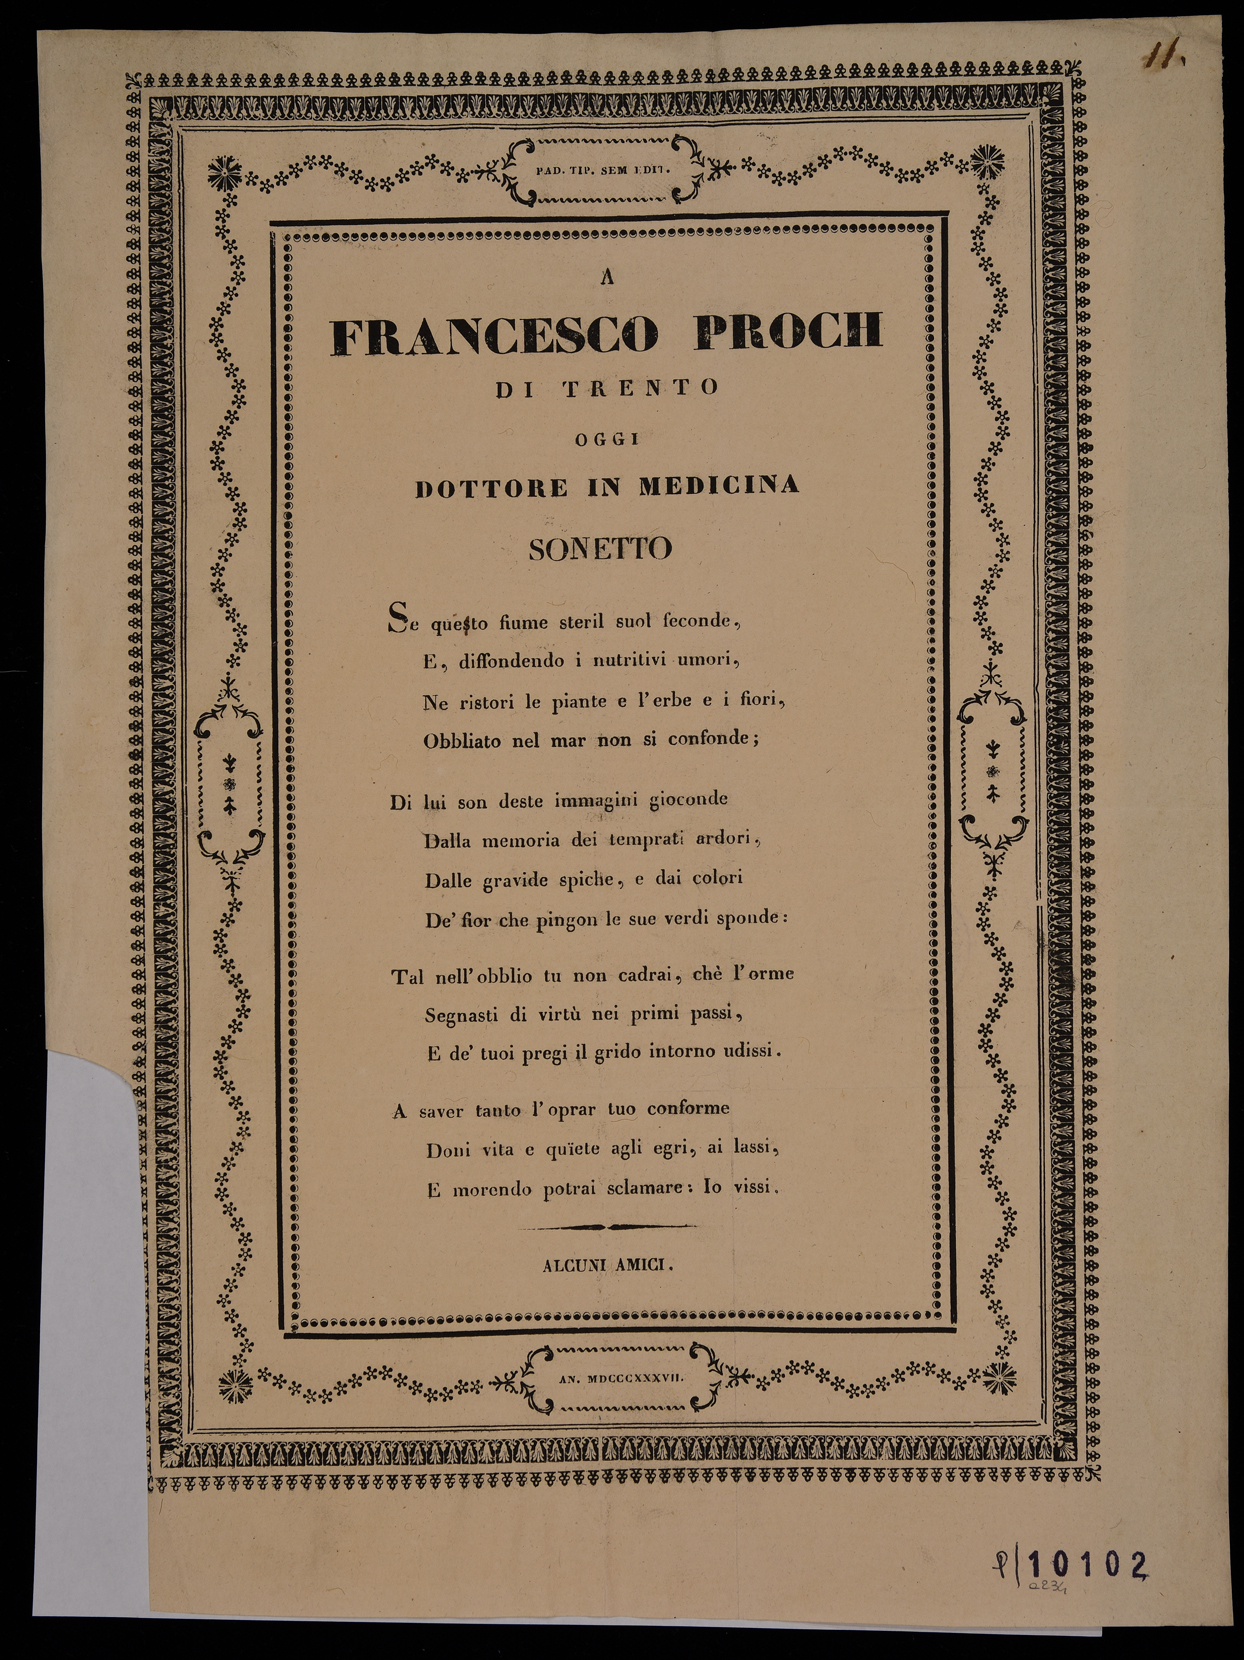 11.
PAD. TIP. SEM EDIT.
A
FRANCESCO PROCH
DI TRENTO
OGGI
DOTTORE IN MEDICINA
SONETTO
Se questo fiume steril suol feconde,
E, diffondendo i nutritivi umori,
Ne ristori le piante e l'erbe e i fiori,
Obbliato nel mar non si confonde;
Di lui son deste immagini gioconde
Dalla memoria dei temprati ardori,
Dalle gravide spiche, e dai colori
De' fior che pingon le sue verdi sponde:
Tal nell'obblio tu non cadrai, chè l'orme
Segnasti di virtù nei primi passi,
E de' tuoi pregi il grido intorno udissi.
A saver tanto l'oprar tuo conforme
Doni vita e quïete agli egri, ai lassi,
E morendo potrai sclamare: Io vissi.
ALCUNI AMICI.
AN. MDCCCXXXVII.
P/10102
a234